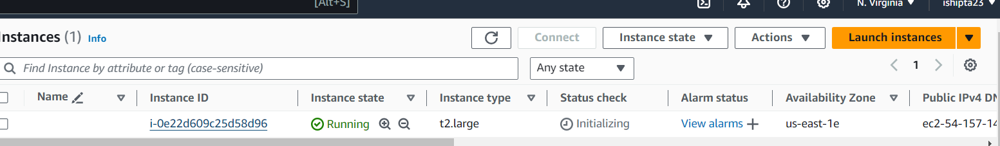 [Alt+S]
N. Virginia
ishipta23
Instances (1) Info
Connect
Instance state
Actions
Launch instances
Find Instance by attribute or tag (case-sensitive)
Any state
1
Name
Instance ID
Instance state
Instance type
Status check
Alarm status
Availability Zone
Public IPv4 DN
i-0e22d609c25d58d96
Running
t2.large
Initializing
View alarms
us-east-1e
ec2-54-157-14